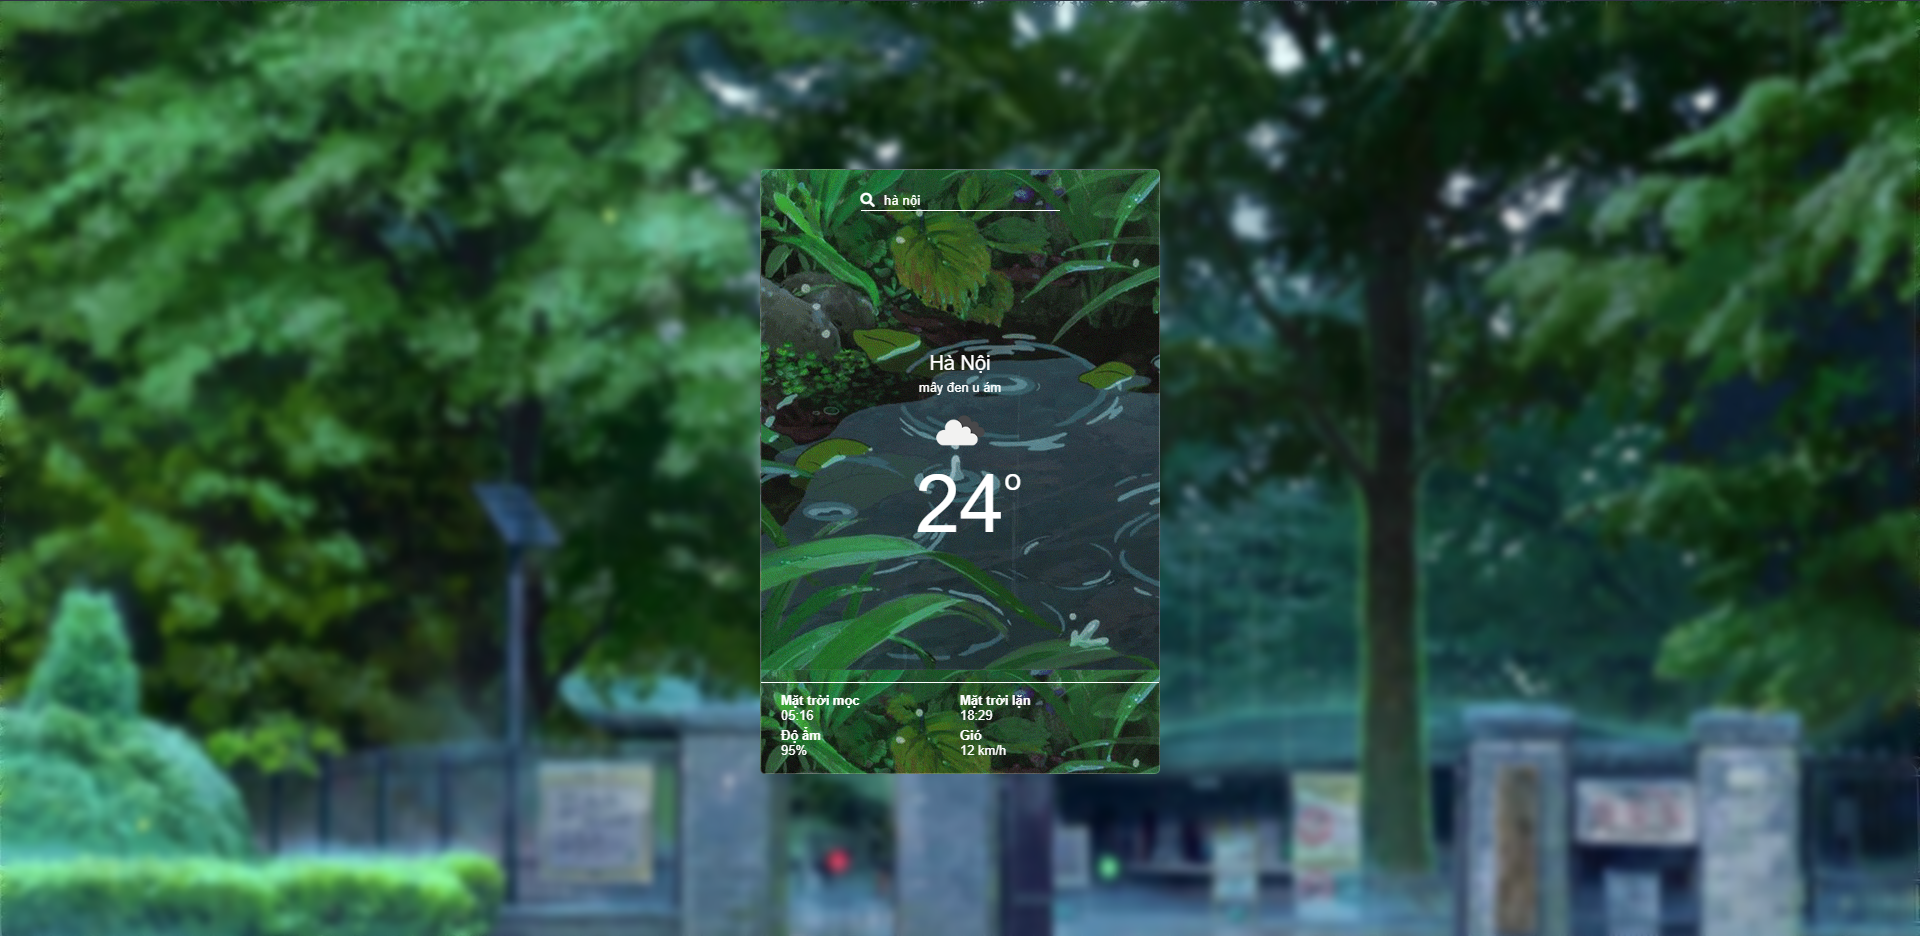 hà nội
Hà Nội
mây đen u ám
24°
Mặt trời mọc
05:16
Mặt trời lặn
18:29
Độ ẩm
95%
Gió
12 km/h